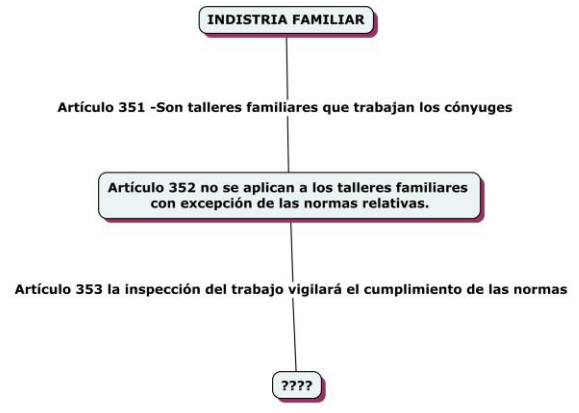 INDISTRIA FAMILIAR
Artículo 351 -Son talleres familiares que trabajan los cónyuges
Artículo 352 no se aplican a los talleres familiares
con excepción de las normas relativas.
Artículo 353 la inspección del trabajo vigilará el cumplimiento de las normas
????